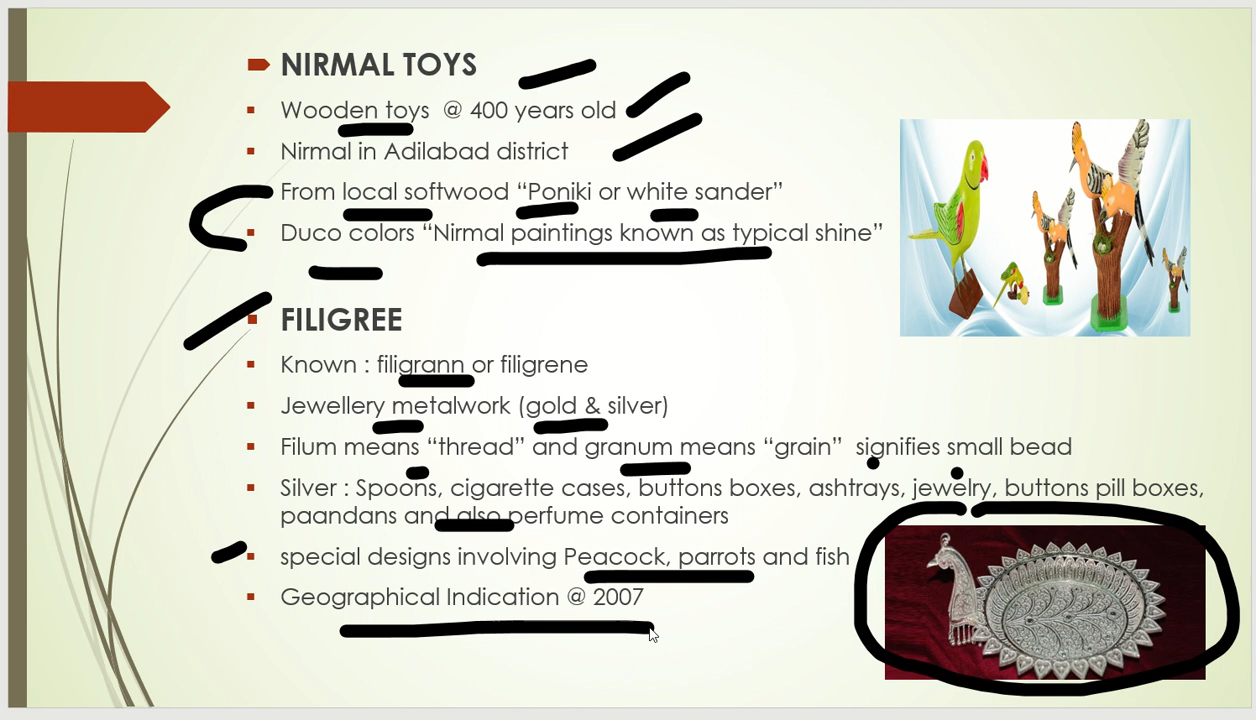 NIRMAL TOYS
Wooden toys @ 400 years old
Nirmal in Adilabad district
From local softwood “Poniki or white sander”
Duco colors “Nirmal paintings known as typical shine”
FILIGREE
Known : filigrann or filigrene
Jewellery metalwork (gold & silver)
Filum means “thread” and granum means “grain” signifies small bead
Silver : Spoons, cigarette cases, buttons boxes, ashtrays, jewelry, buttons pill boxes,
paandans and also perfume containers
special designs involving Peacock, parrots and fish
Geographical Indication @ 2007